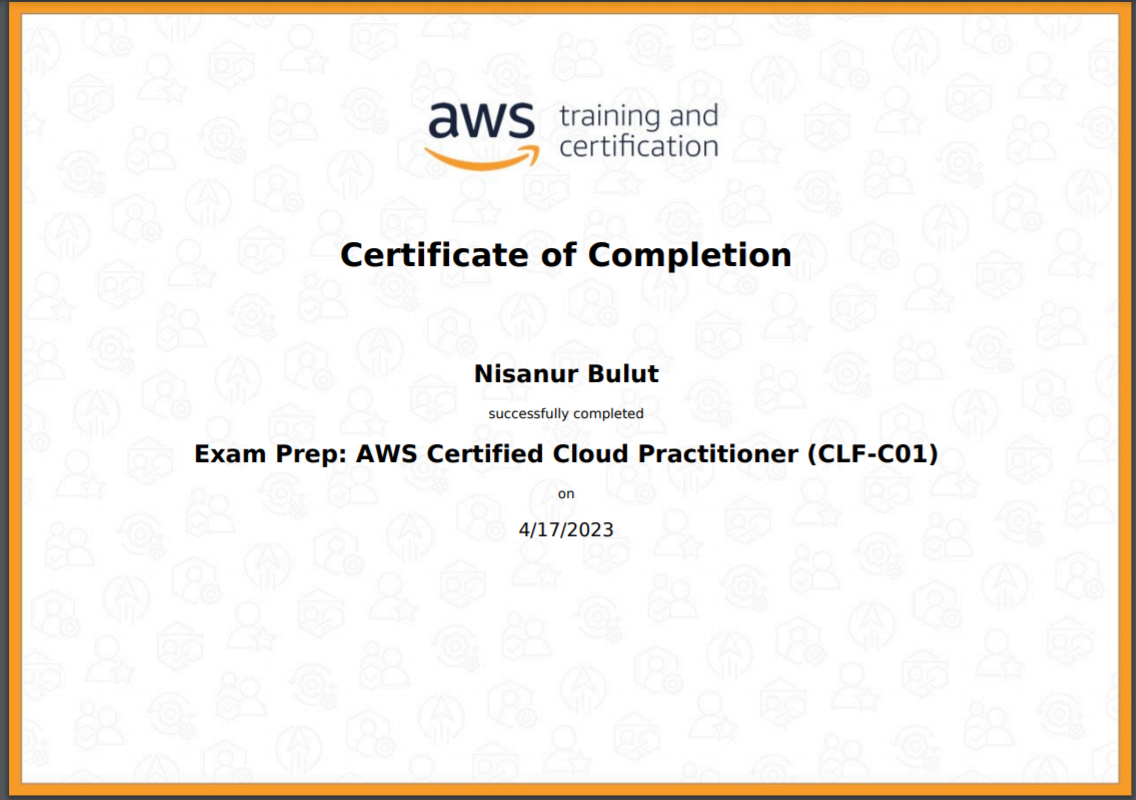 aws training and
certification
Certificate of Completion
Nisanur Bulut
successfully completed
Exam Prep: AWS Certified Cloud Practitioner (CLF-C01)
on
4/17/2023